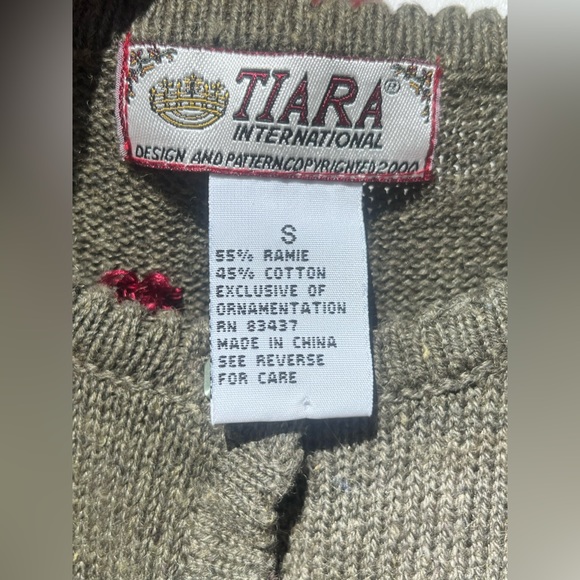 TIARA®
INTERNATIONAL
DESIGN AND PATTERN COPYRIGHTED 2000
S
55% RAMIE
45% COTTON
EXCLUSIVE OF
ORNAMENTATION
RN 83437
MADE IN CHINA
SEE REVERSE
FOR CARE